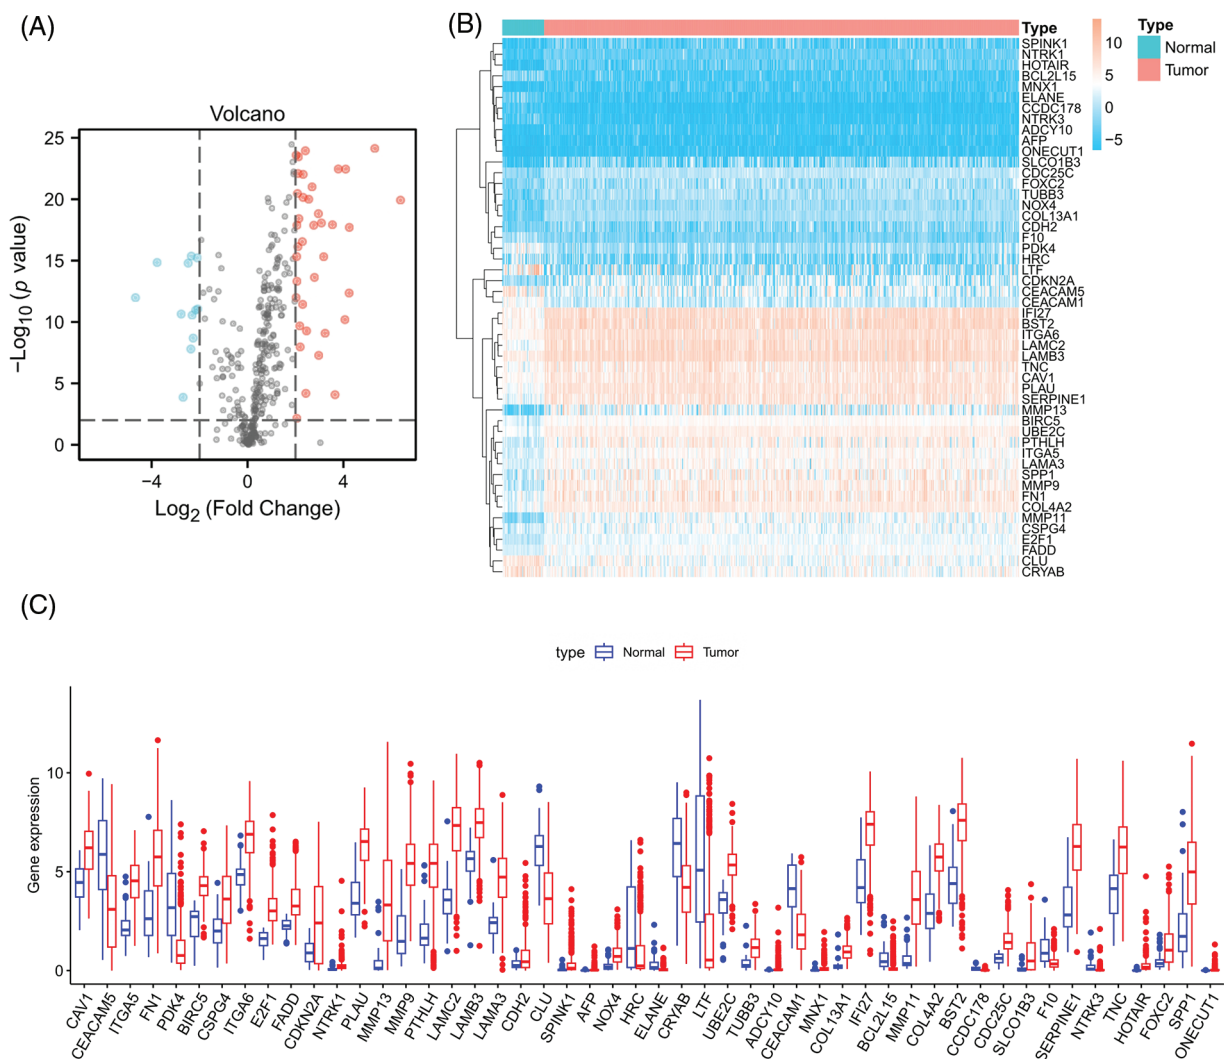 (A)
Volcano
25
20
15
10
5
0
−4
0
4
−Log10 (p value)
Log2 (Fold Change)
(B)
Type
SPINK1
NTRK1
HOTAIR
BCL2L15
MNX1
ELANE
CCDC178
NTRK3
ADCY10
AFP
ONECUT1
SLCO1B3
CDC25C
FOXC2
TUBB3
NOX4
COL13A1
CDH2
F10
PDK4
HRC
LTF
CDKN2A
CEACAM5
CEACAM1
IFI27
BST2
ITGA6
LAMC2
LAMB3
TNC
CAV1
PLAU
SERPINE1
MMP13
BIRC5
UBE2C
PTHLH
ITGA5
LAMA3
SPP1
MMP9
FN1
COL4A2
MMP11
CSPG4
E2F1
FADD
CLU
CRYAB
10
5
0
−5
Type
Normal
Tumor
(C)
type
Normal
Tumor
Gene expression
10
5
0
CAV1
CEACAM5
ITGA5
FN1
PDK4
BIRC5
CSPG4
ITGA6
E2F1
FADD
CDKN2A
NTRK1
PLAU
MMP13
MMP9
PTHLH
LAMC2
LAMB3
LAMA3
CDH2
CLU
SPINK1
AFP
NOX4
HRC
ELANE
CRYAB
LTF
UBE2C
TUBB3
ADCY10
CEACAM1
MNX1
COL13A1
IFI27
BCL2L15
MMP11
COL4A2
BST2
CCDC178
CDC25C
SLCO1B3
F10
SERPINE1
NTRK3
TNC
HOTAIR
FOXC2
SPP1
ONECUT1